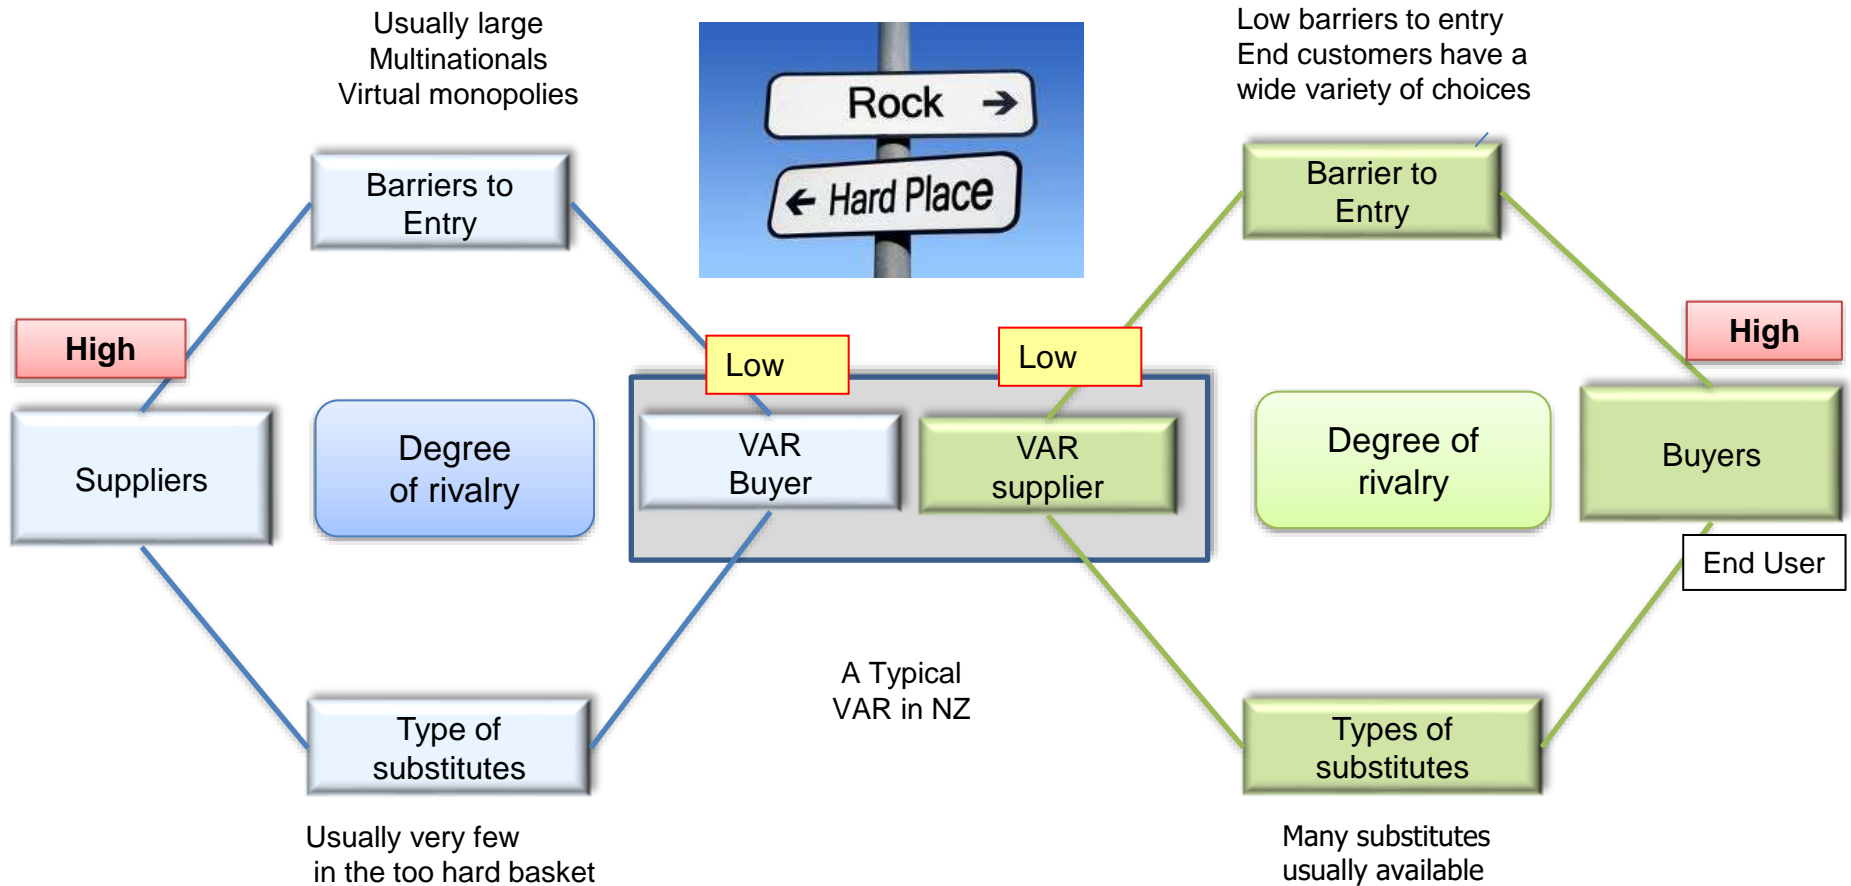 Usually large
Multinationals
Virtual monopolies
Rock →
← Hard Place
Low barriers to entry
End customers have a
wide variety of choices
Barriers to
Entry
Barrier to
Entry
High
Low
Low
High
Suppliers
Degree
of rivalry
VAR
Buyer
VAR
supplier
Degree of
rivalry
Buyers
End User
A Typical
VAR in NZ
Type of
substitutes
Types of
substitutes
Usually very few
in the too hard basket
Many substitutes
usually available